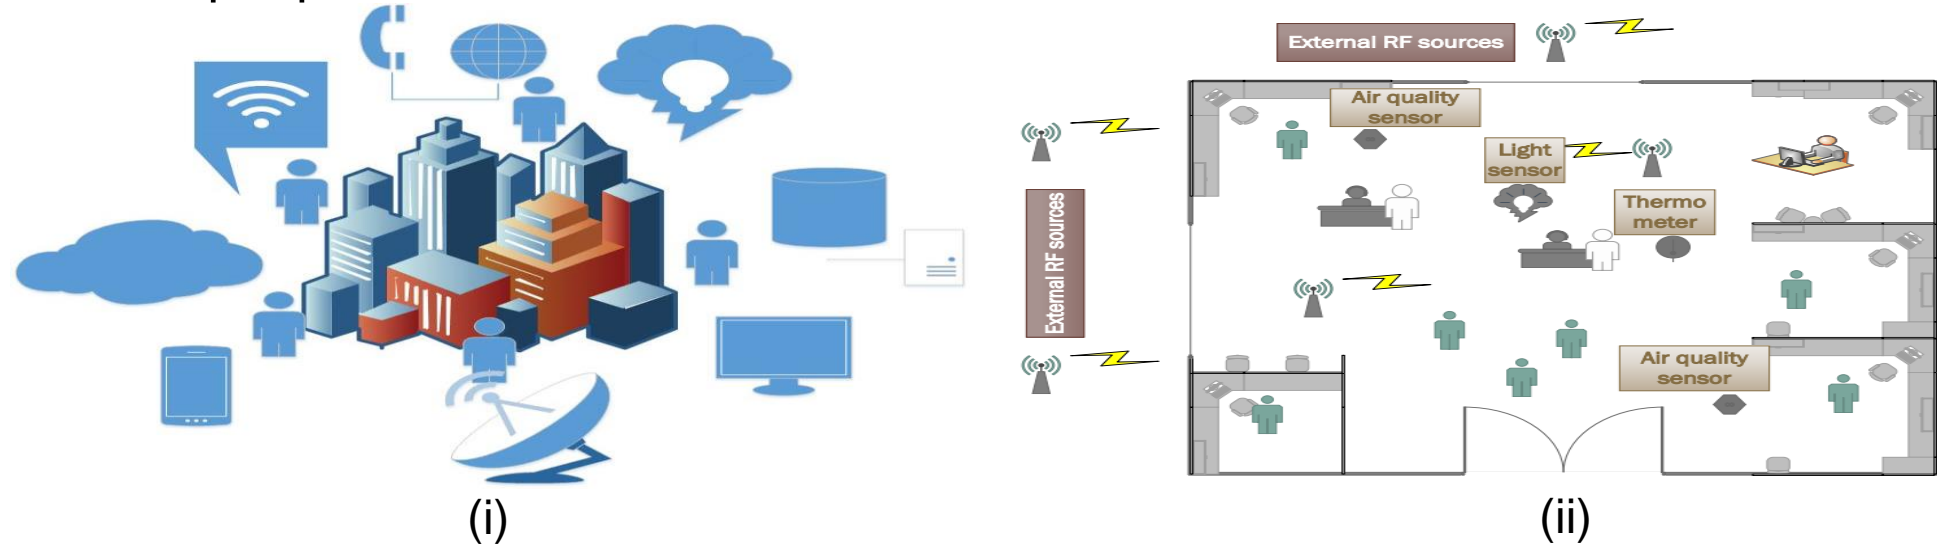 External RF sources
Air quality
sensor
Light
sensor
Thermo
meter
External RF sources
Air quality
sensor
(i)
(ii)